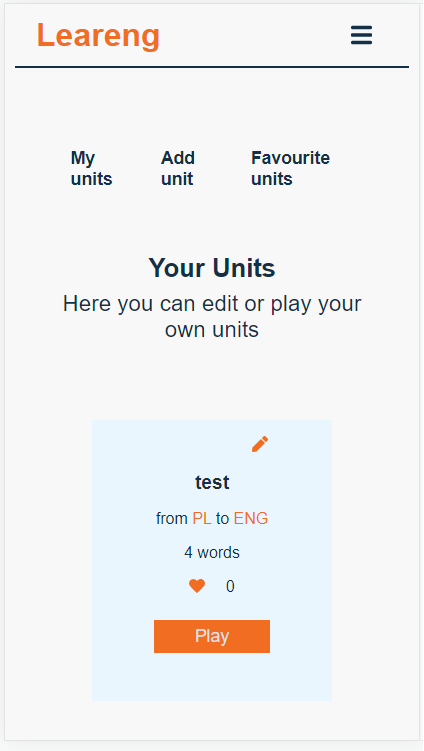 Leareng
My units
Add unit
Favourite units
Your Units
Here you can edit or play your
own units
test
from PL to ENG
4 words
0
Play